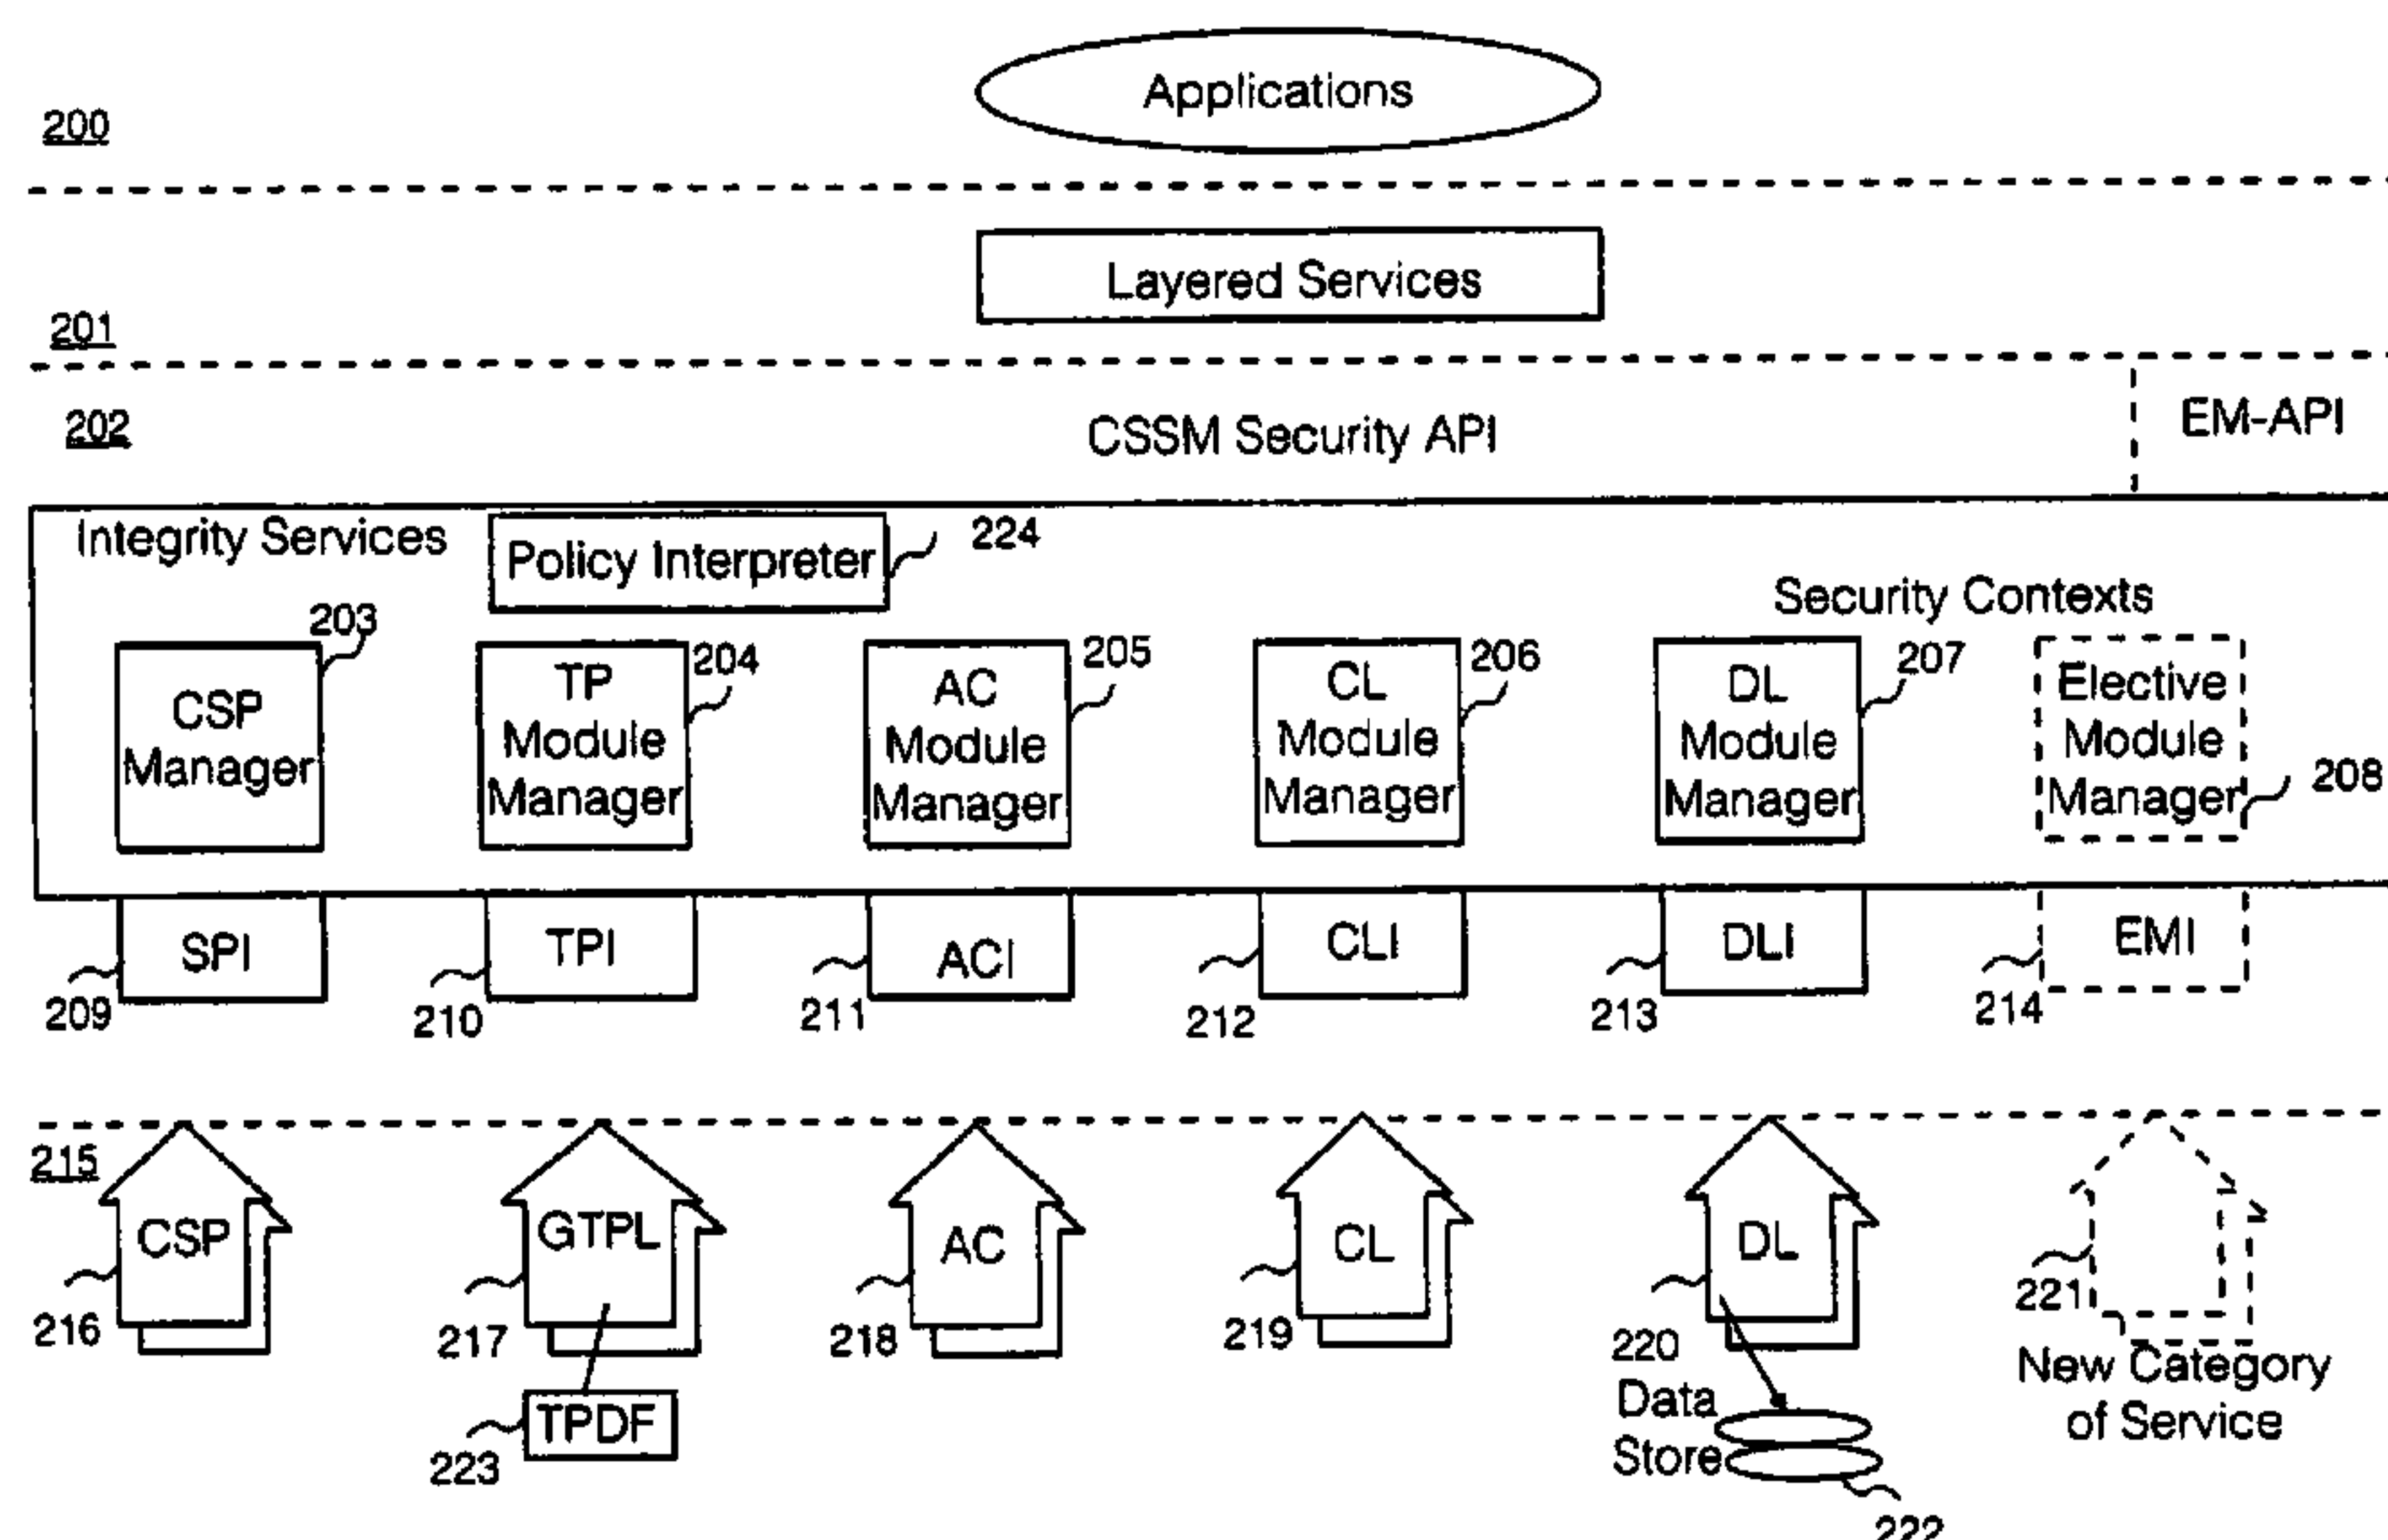 Applications
200
Layered Services
201
202
CSSM Security API
EM-API
Integrity Services
Policy Interpreter
224
Security Contexts
203
CSP
Manager
204
TP
Module
Manager
205
AC
Module
Manager
206
CL
Module
Manager
207
DL
Module
Manager
208
Elective
Module
Manager
SPI
209
TPI
210
ACI
211
CLI
212
DLI
213
EMI
214
215
CSP
216
GTPL
217
TPDF
223
AC
218
CL
219
DL
220
Data
Store
222
221
New Category
of Service